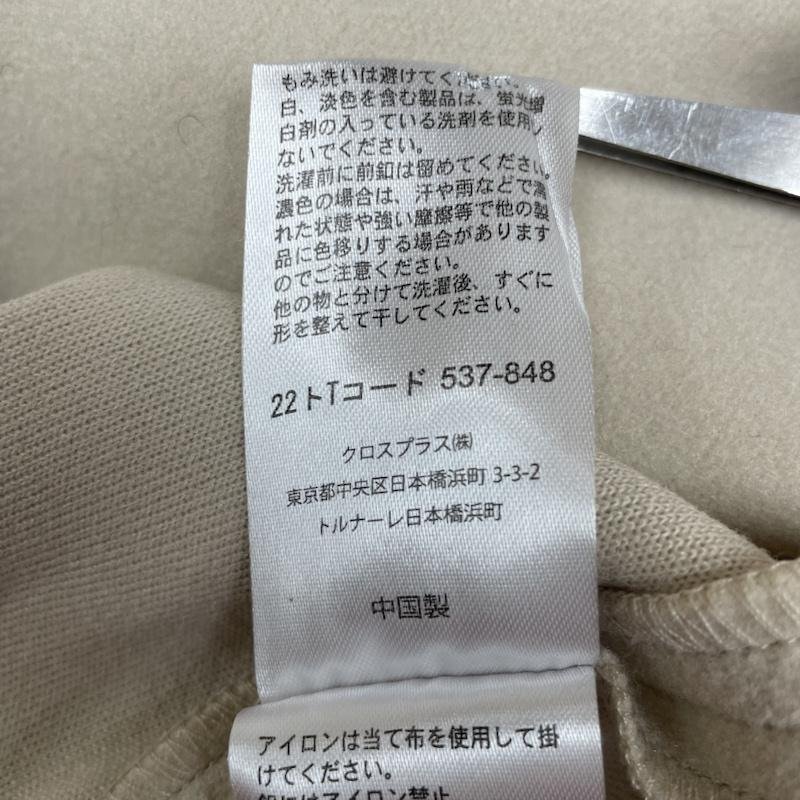 もみ洗いは避けてください。
白、淡色を含む製品は、蛍光増
白剤の入っている洗剤を使用し
ないでください。
洗濯前に前釦は留めてください。
濃色の場合は、汗や雨などで濡
れた状態や強い摩擦等で他の製
品に色移りする場合があります
のでご注意ください。
他の物と分けて洗濯後、すぐに
形を整えて干してください。
22トTコード 537-848
クロスプラス㈱
東京都中央区日本橋浜町 3-3-2
トルナーレ日本橋浜町
中国製
アイロンは当て布を使用して掛
けてください。
釦にはアイロン禁止